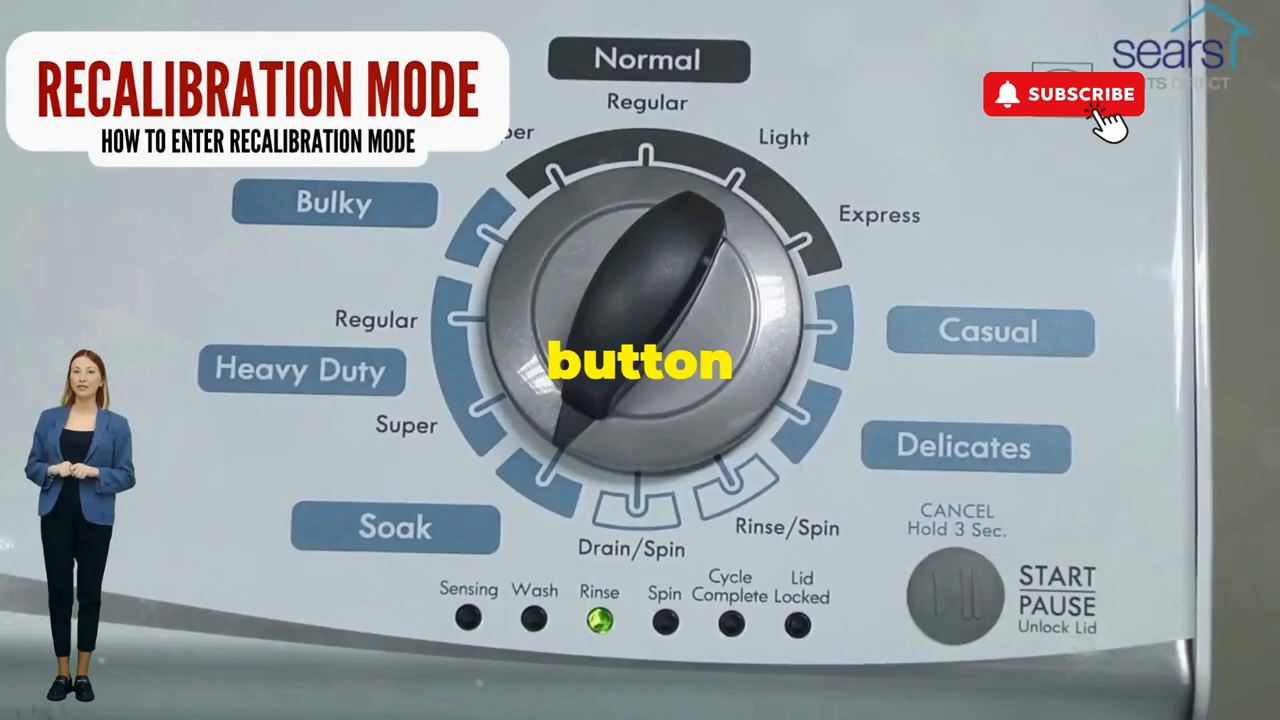 RECALIBRATION MODE
HOW TO ENTER RECALIBRATION MODE
sears
DIRECT
SUBSCRIBE
Normal
Regular
Light
Express
Bulky
Regular
Heavy Duty
Super
Soak
button
Casual
Delicates
Rinse/Spin
Drain/Spin
CANCEL
Hold 3 Sec.
START
PAUSE
Unlock Lid
Sensing
Wash
Rinse
Spin
Cycle
Complete
Lid
Locked